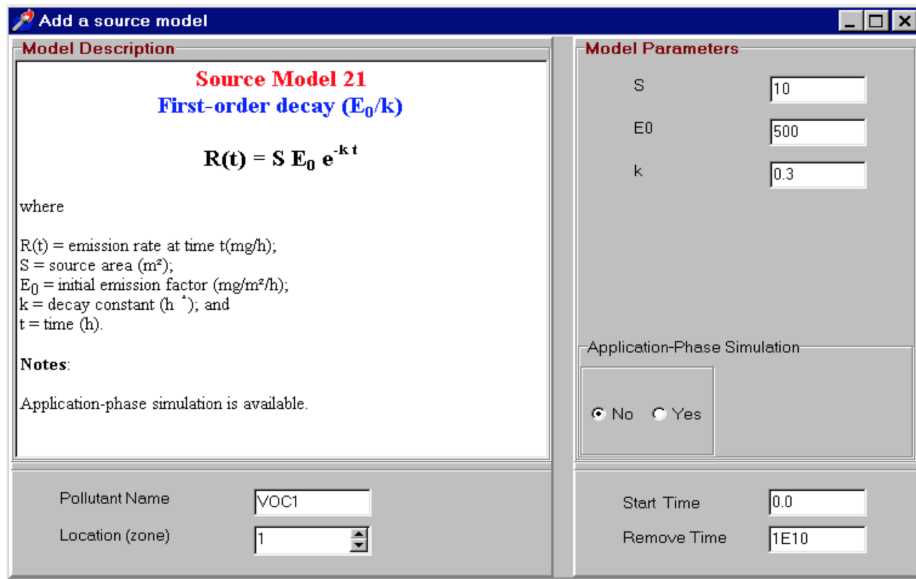 Add a source model
Model Description
Source Model 21
First-order decay (E₀/k)
R(t) = S E₀ e⁻ᵏ ᵗ
where
R(t) = emission rate at time t(mg/h);
S = source area (m²);
E₀ = initial emission factor (mg/m²/h);
k = decay constant (h ); and
t = time (h).
Notes:
Application-phase simulation is available.
Model Parameters
S 10
E0 500
k 0.3
Application-Phase Simulation
No Yes
Pollutant Name VOC1
Location (zone) 1
Start Time 0.0
Remove Time 1E10